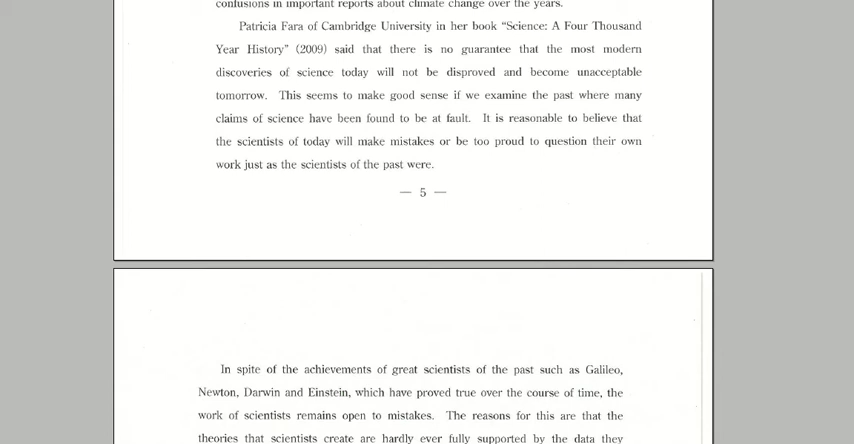 confusions in important reports about climate change over the years.
Patricia Fara of Cambridge University in her book “Science: A Four Thousand
Year History” (2009) said that there is no guarantee that the most modern
discoveries of science today will not be disproved and become unacceptable
tomorrow. This seems to make good sense if we examine the past where many
claims of science have been found to be at fault. It is reasonable to believe that
the scientists of today will make mistakes or be too proud to question their own
work just as the scientists of the past were.
— 5 —
In spite of the achievements of great scientists of the past such as Galileo,
Newton, Darwin and Einstein, which have proved true over the course of time, the
work of scientists remains open to mistakes. The reasons for this are that the
theories that scientists create are hardly ever fully supported by the data they